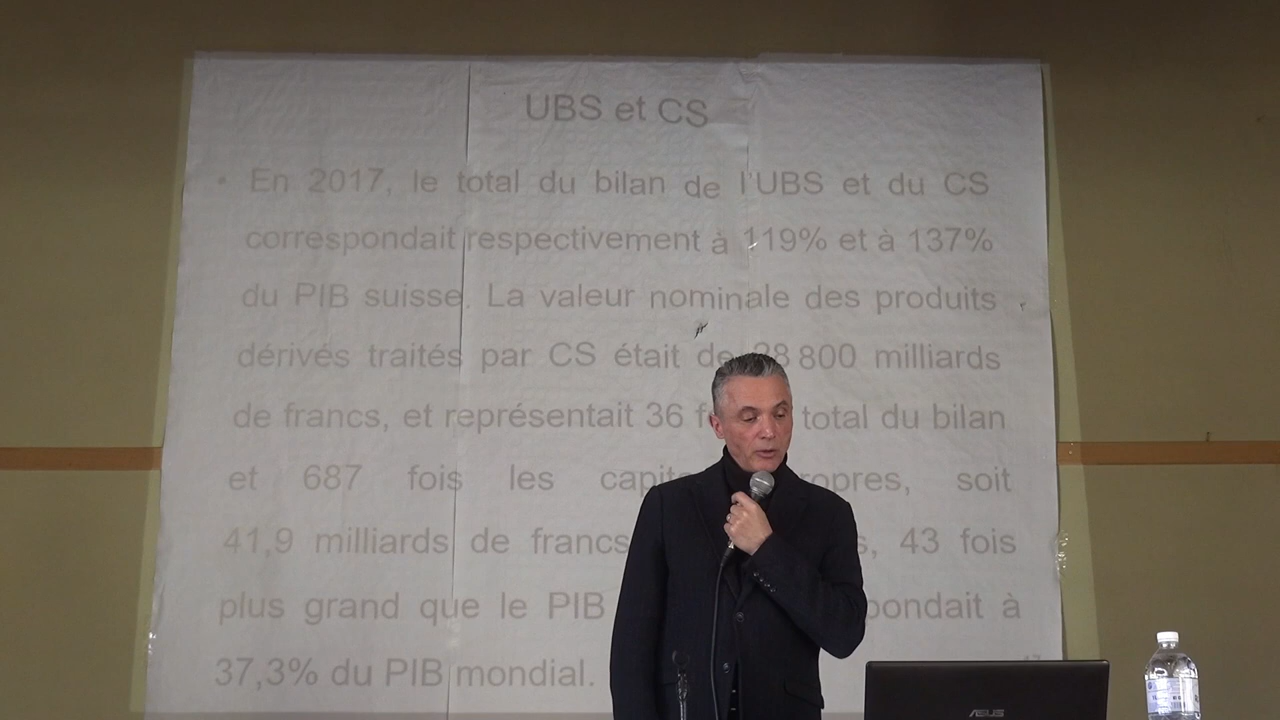 UBS et CS
• En 2017, le total du bilan de l'UBS et du CS
correspondait respectivement à 119% et à 137%
du PIB suisse. La valeur nominale des produits
dérivés traités par CS était de 28 800 milliards
de francs, et représentait 36 total du bilan
et 687 fois les soit
41,9 milliards de francs 43 fois
plus grand que le PIB à
37,3% du PIB mondial.
ASUS